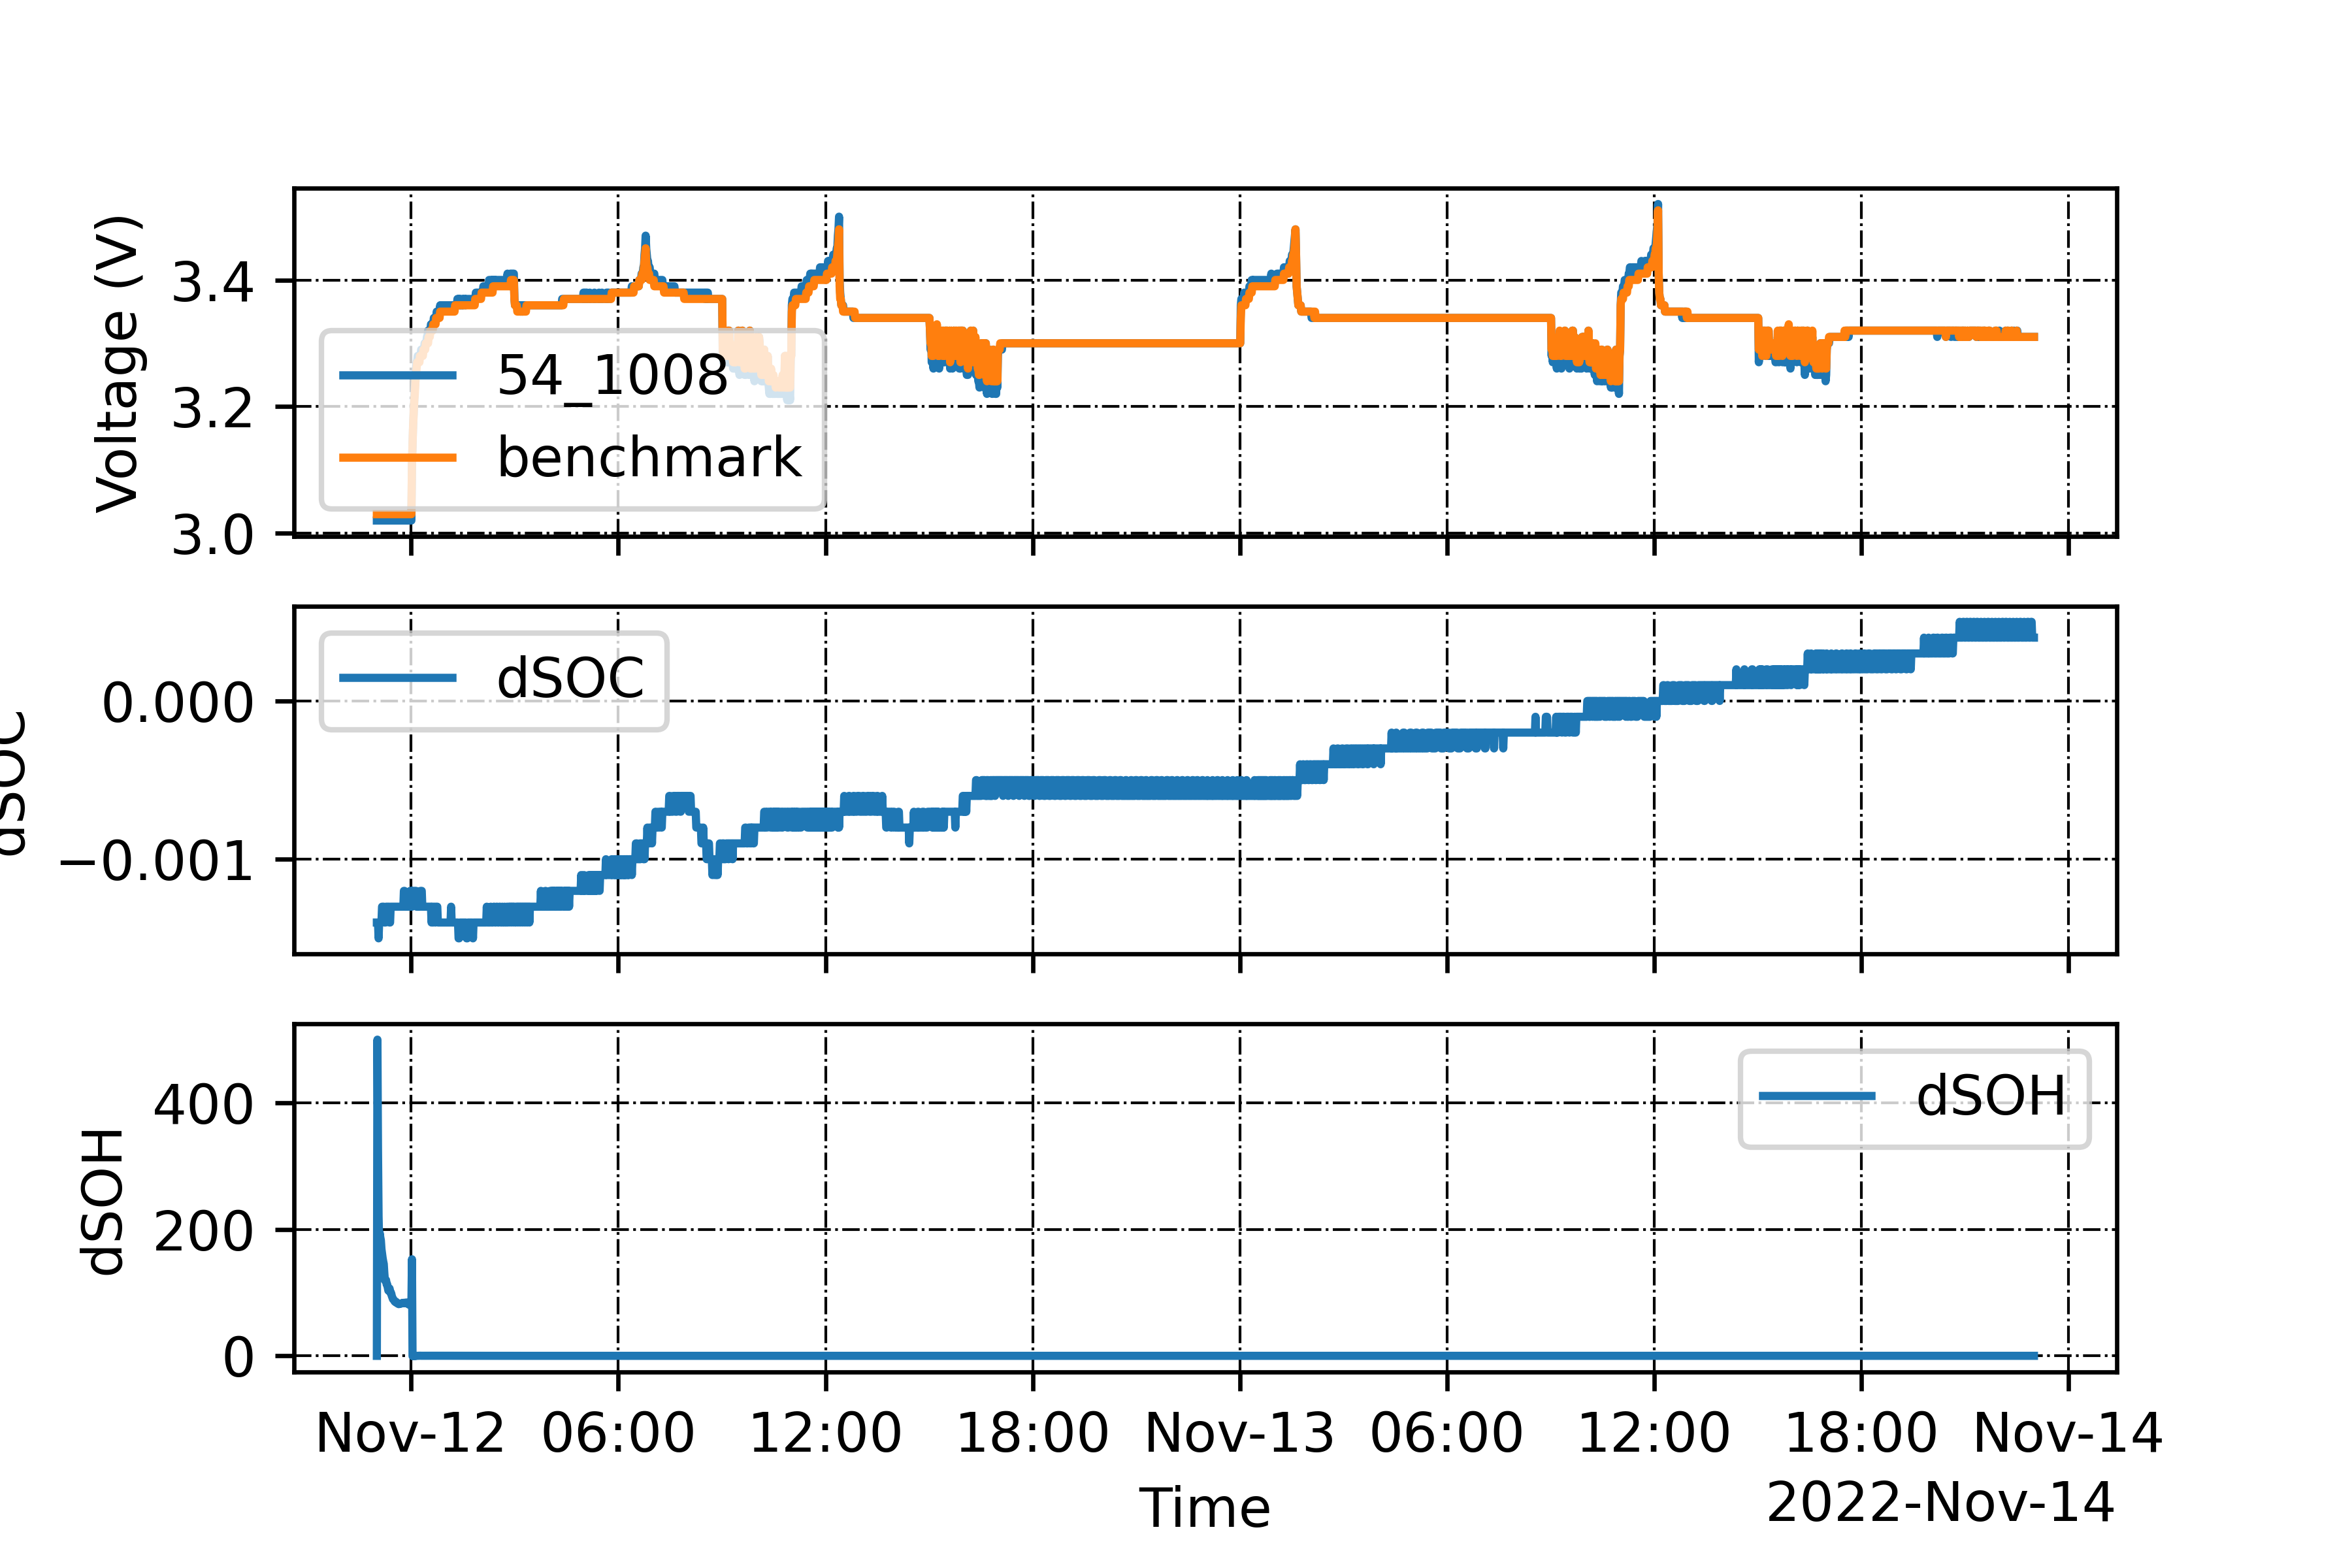 Voltage (V)
3.4
3.2
3.0
54_1008
benchmark
dSOC
0.000
−0.001
dSOC
dSOH
400
200
0
dSOH
Nov-12 06:00 12:00 18:00 Nov-13 06:00 12:00 18:00 Nov-14
Time
2022-Nov-14